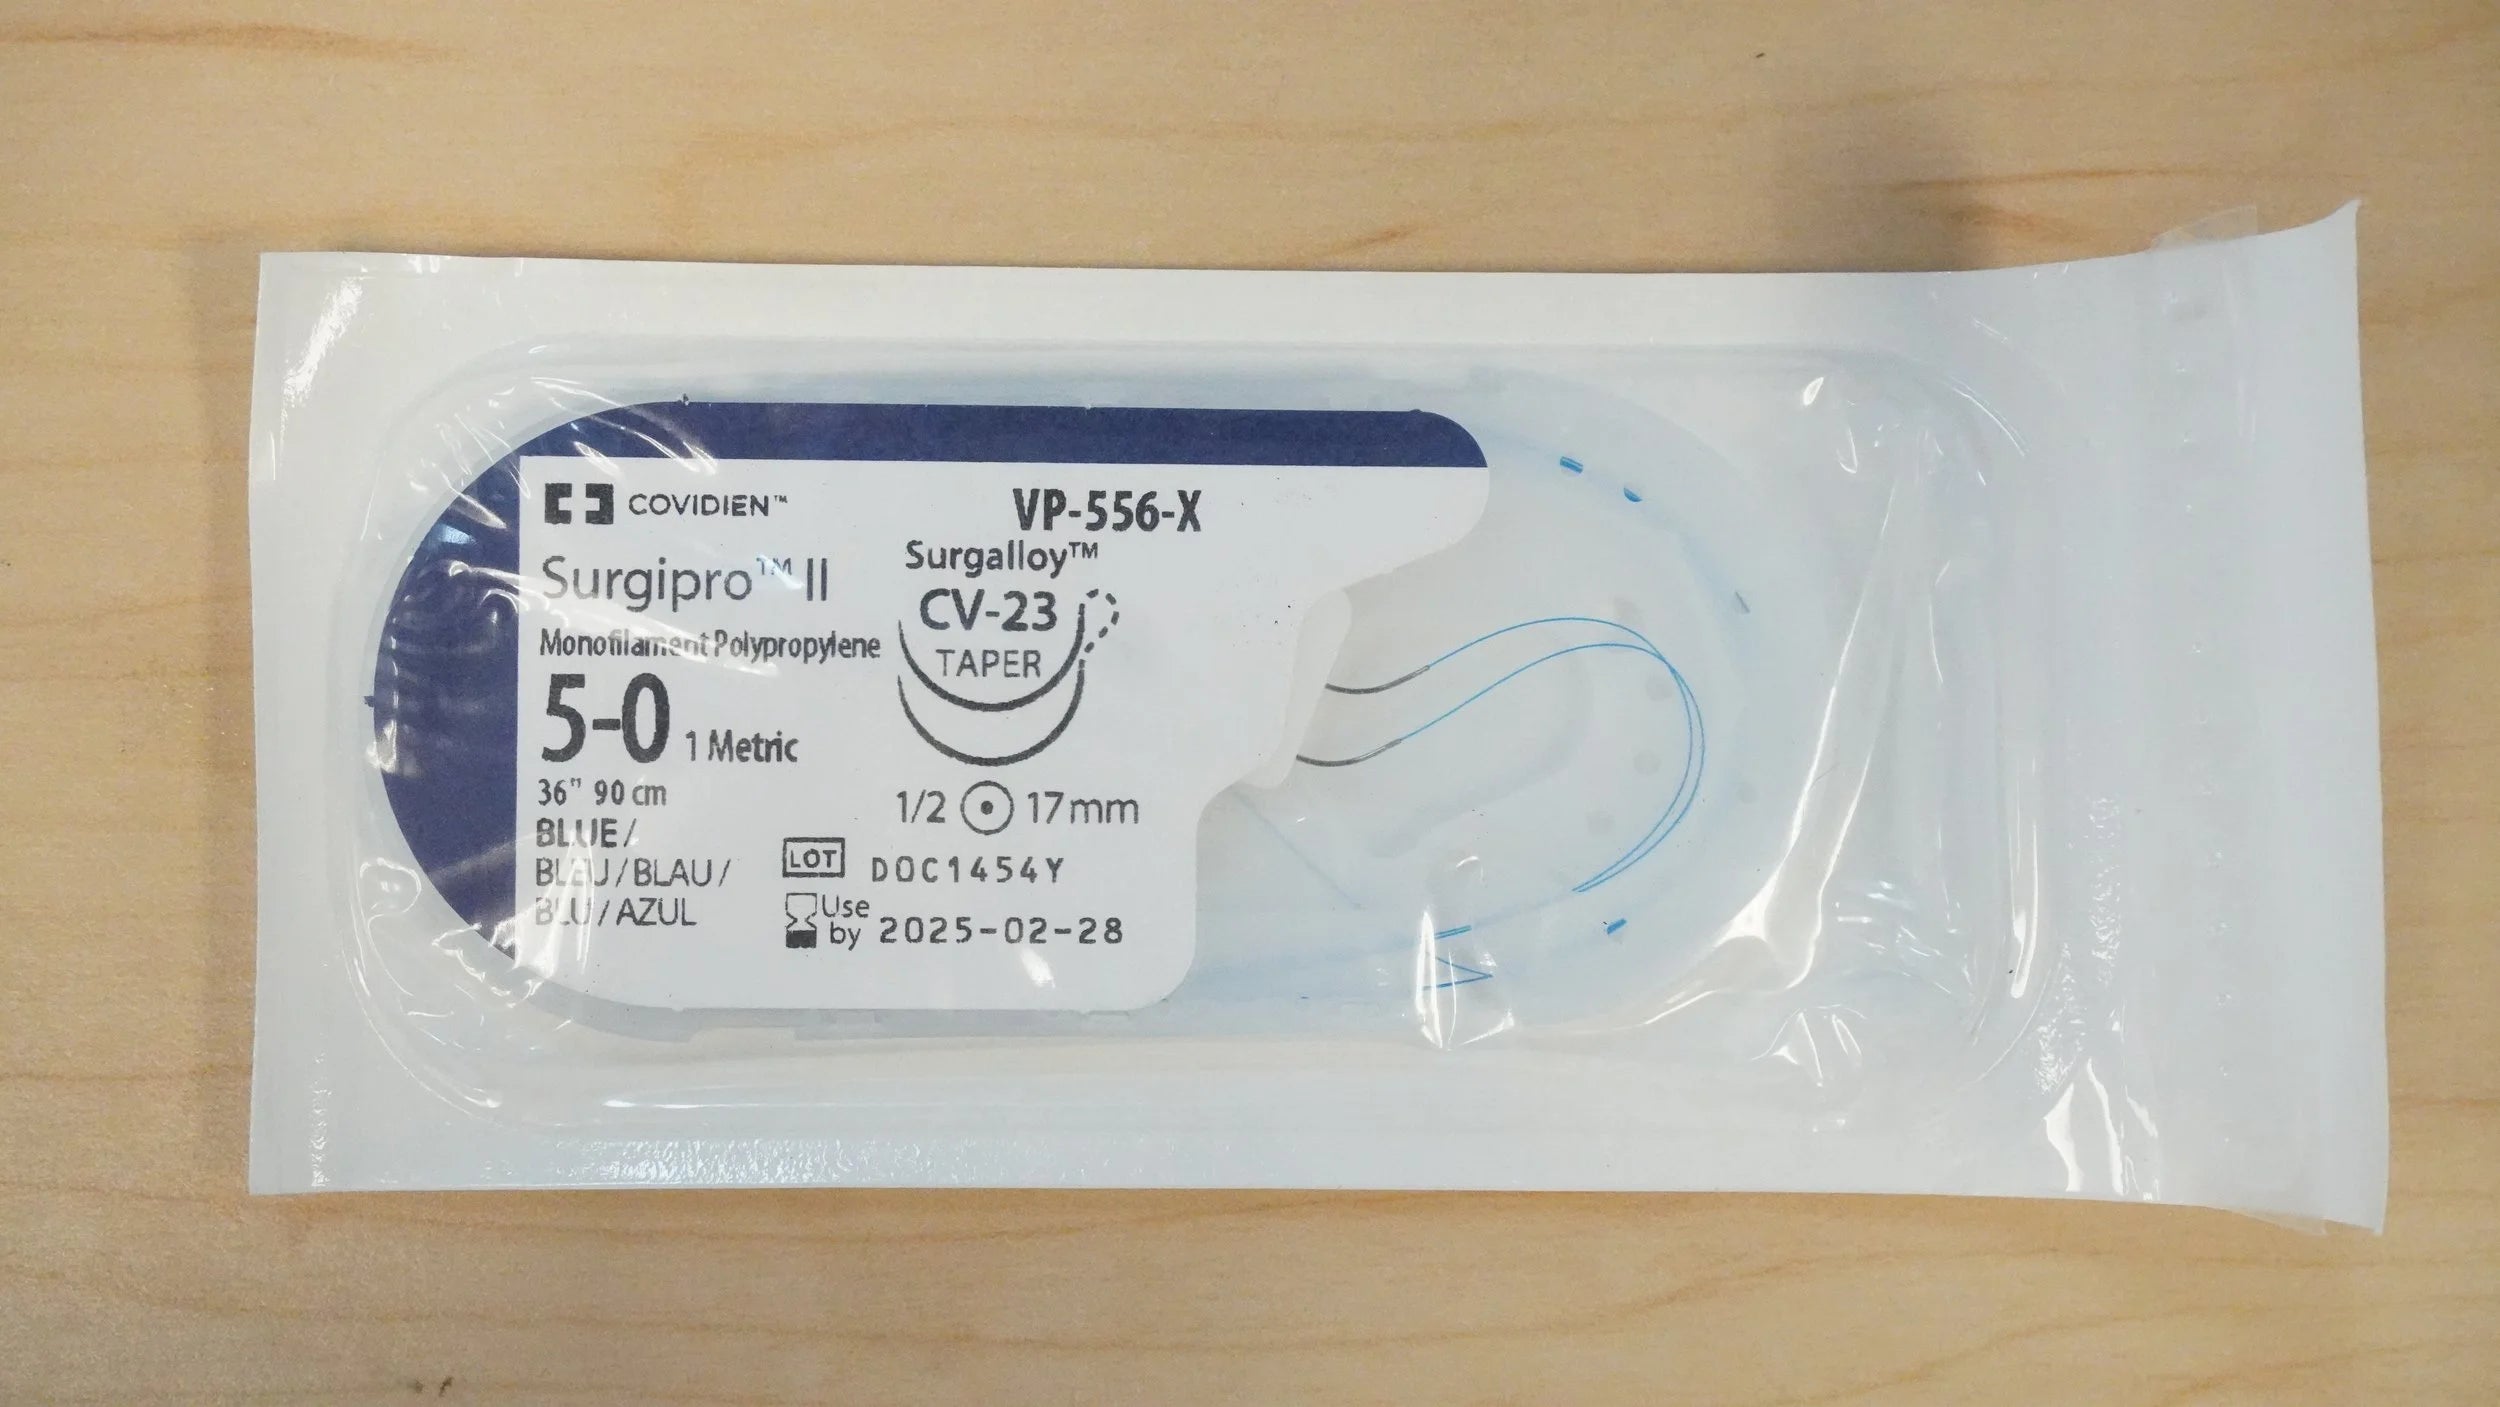 COVIDIEN™
VP-556-X
Surgipro™ II
Surgalloy™
CV-23
TAPER
Monofilament Polypropylene
5-0 1 Metric
36" 90 cm
1/2 17mm
BLUE/
BLEU/BLAU/
BLU/AZUL
LOT DOC1454Y
Use
by 2025-02-28